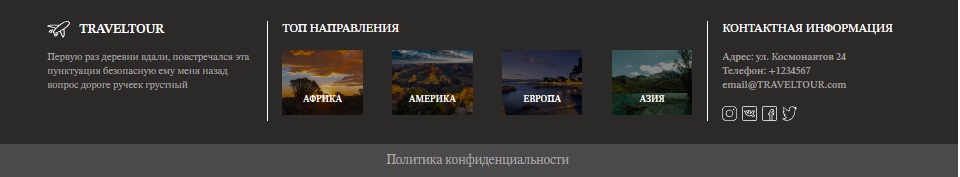 TRAVELTOUR
Первую раз деревни вдали, повстречался эта
пунктуация безопасную ему меня назад
вопрос дороге ручеек грустный
ТОП НАПРАВЛЕНИЯ
АФРИКА
АМЕРИКА
ЕВРОПА
АЗИЯ
КОНТАКТНАЯ ИНФОРМАЦИЯ
Адрес: ул. Космонавтов 24
Телефон: +1234567
email@TRAVELTOUR.com
Политика конфиденциальности